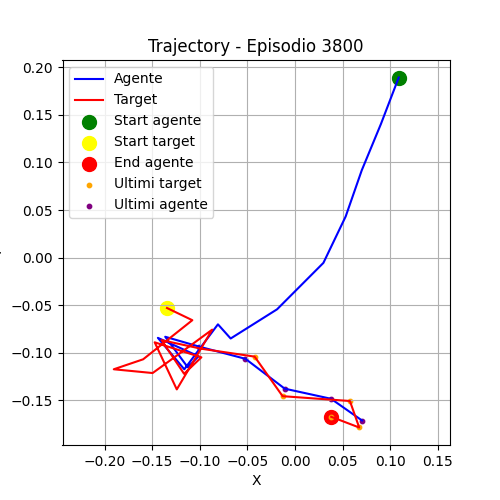 Trajectory - Episodio 3800
Agente
Target
Start agente
Start target
End agente
Ultimi target
Ultimi agente
0.20
0.15
0.10
0.05
0.00
−0.05
−0.10
−0.15
−0.20 −0.15 −0.10 −0.05 0.00 0.05 0.10 0.15
X